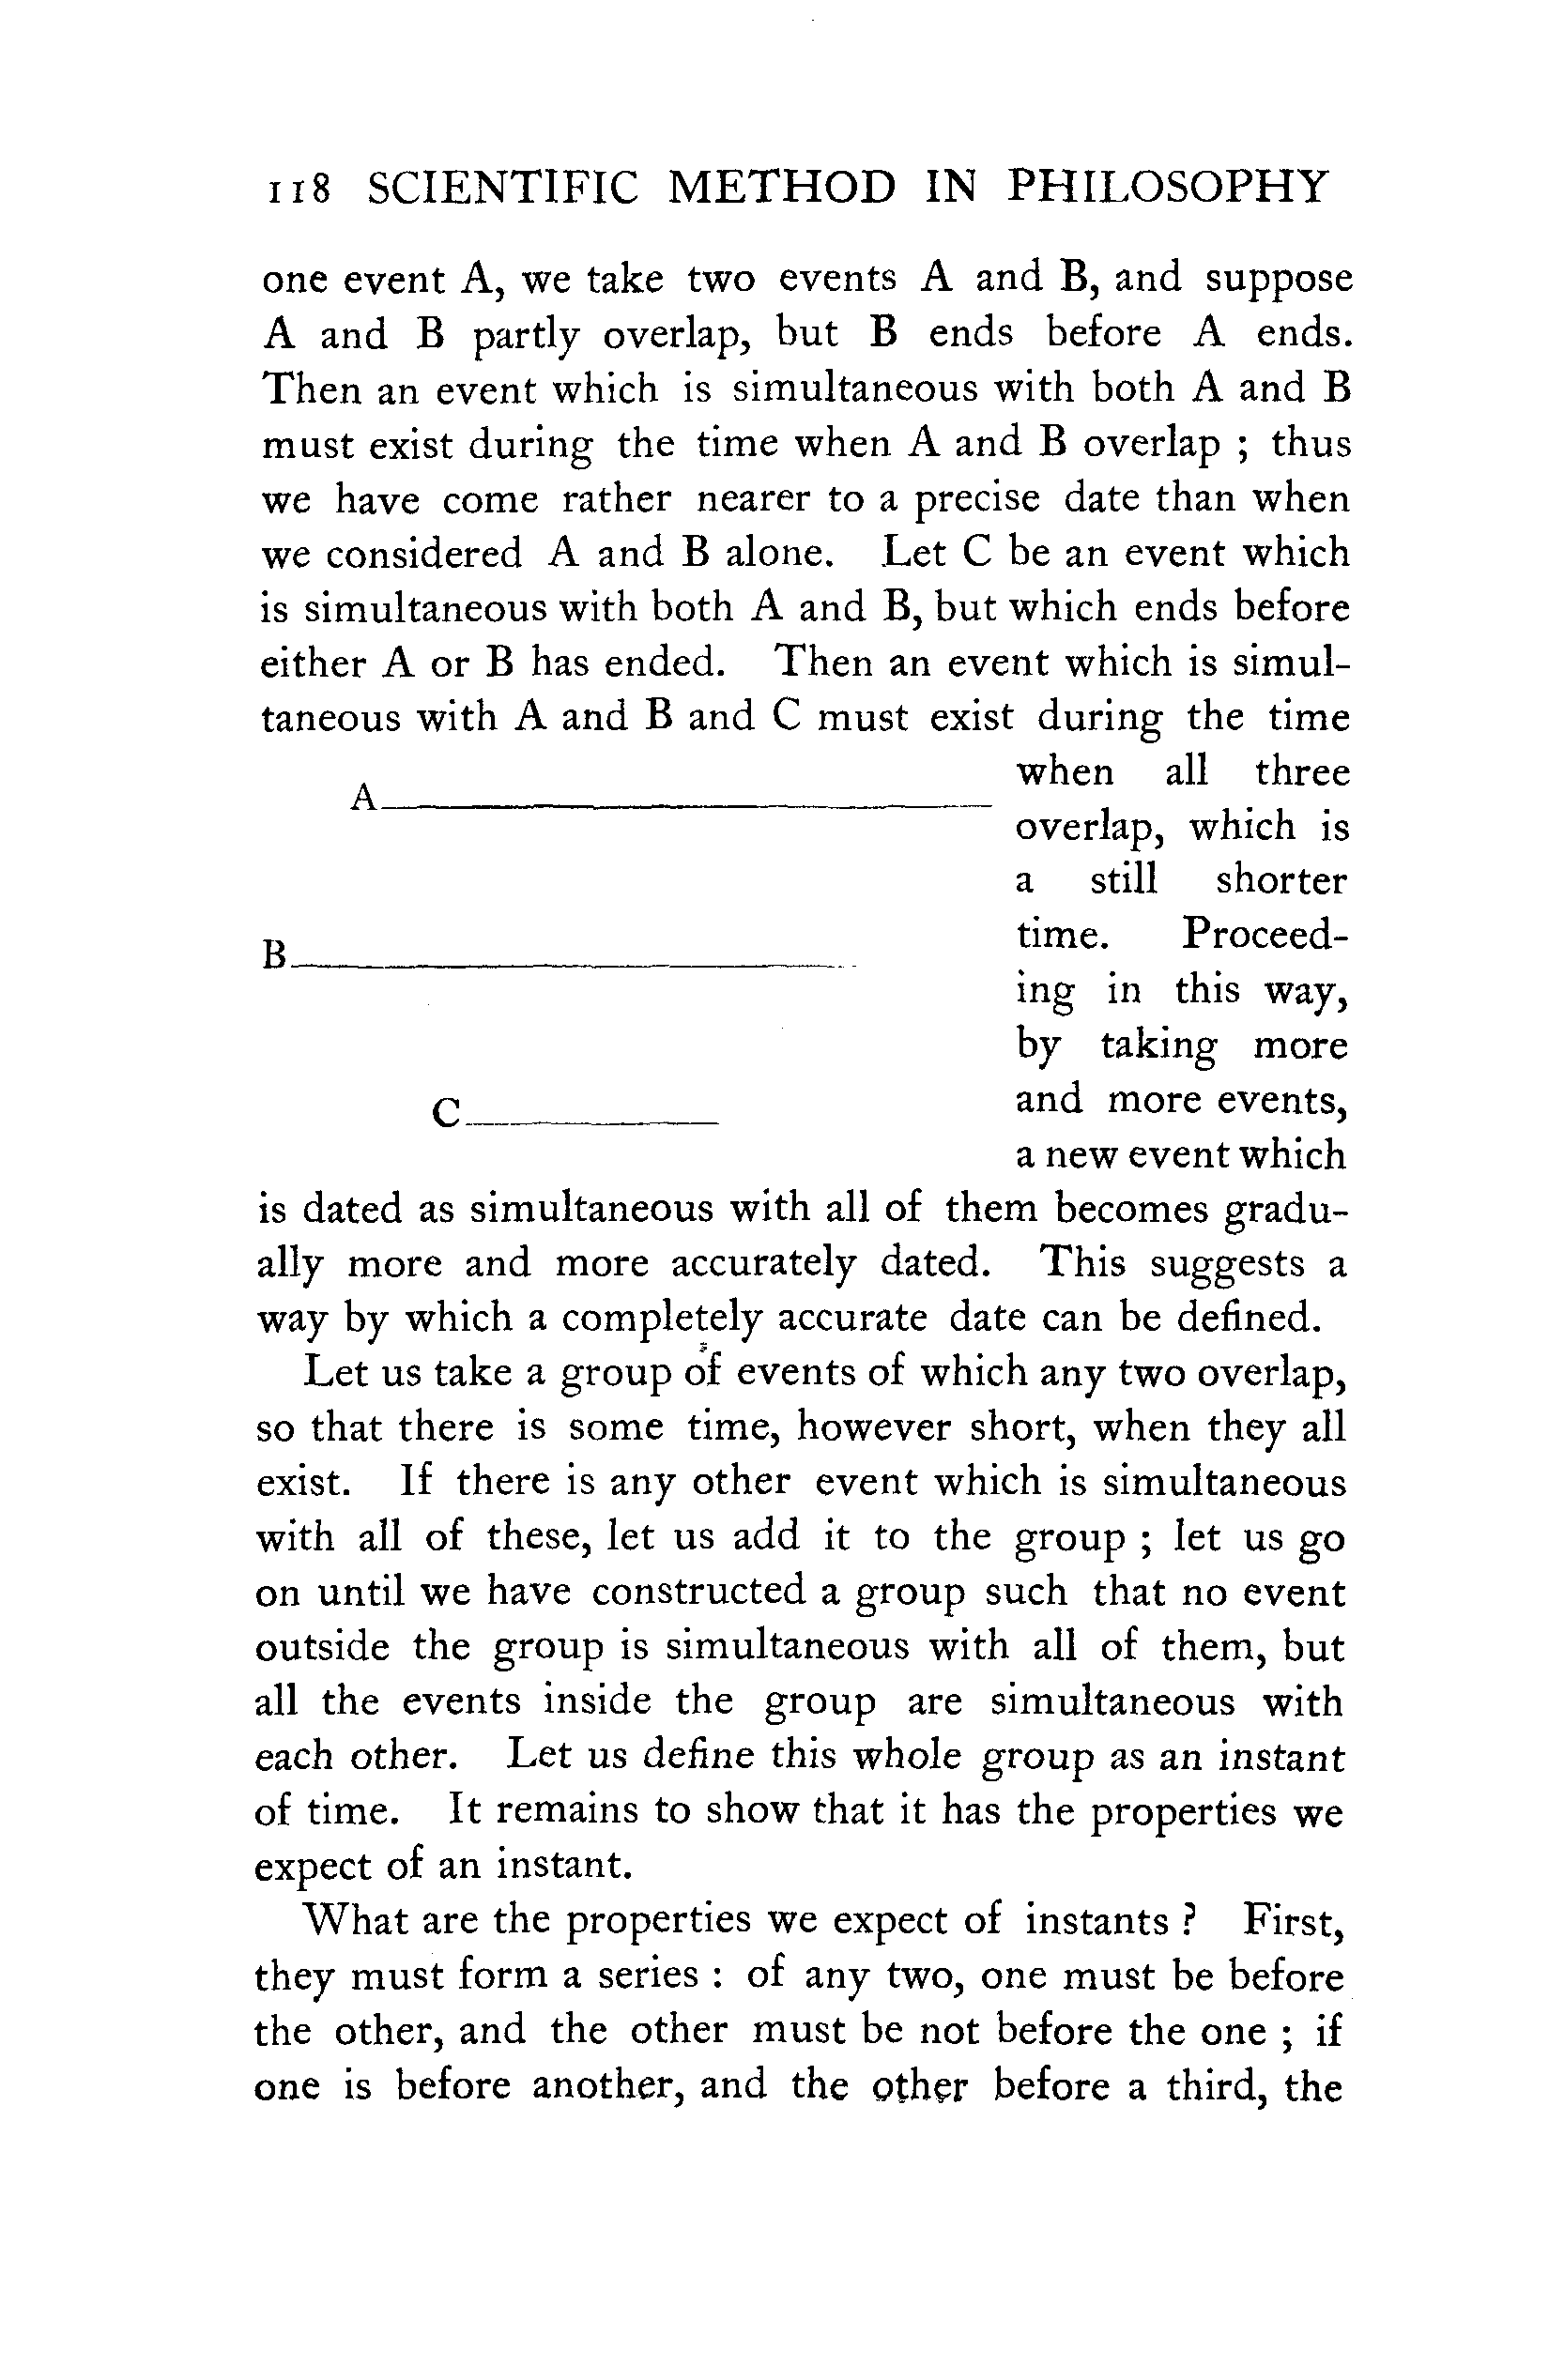 118 SCIENTIFIC METHOD IN PHILOSOPHY
one event A, we take two events A and B, and suppose
A and B partly overlap, but B ends before A ends.
Then an event which is simultaneous with both A and B
must exist during the time when A and B overlap ; thus
we have come rather nearer to a precise date than when
we considered A and B alone. Let C be an event which
is simultaneous with both A and B, but which ends before
either A or B has ended. Then an event which is simul-
taneous with A and B and C must exist during the time
A
B
C
when all three
overlap, which is
a still shorter
time. Proceed-
ing in this way,
by taking more
and more events,
a new event which
is dated as simultaneous with all of them becomes gradu-
ally more and more accurately dated. This suggests a
way by which a completely accurate date can be defined.
Let us take a group of events of which any two overlap,
so that there is some time, however short, when they all
exist. If there is any other event which is simultaneous
with all of these, let us add it to the group ; let us go
on until we have constructed a group such that no event
outside the group is simultaneous with all of them, but
all the events inside the group are simultaneous with
each other. Let us define this whole group as an instant
of time. It remains to show that it has the properties we
expect of an instant.
What are the properties we expect of instants ? First,
they must form a series : of any two, one must be before
the other, and the other must be not before the one ; if
one is before another, and the other before a third, the